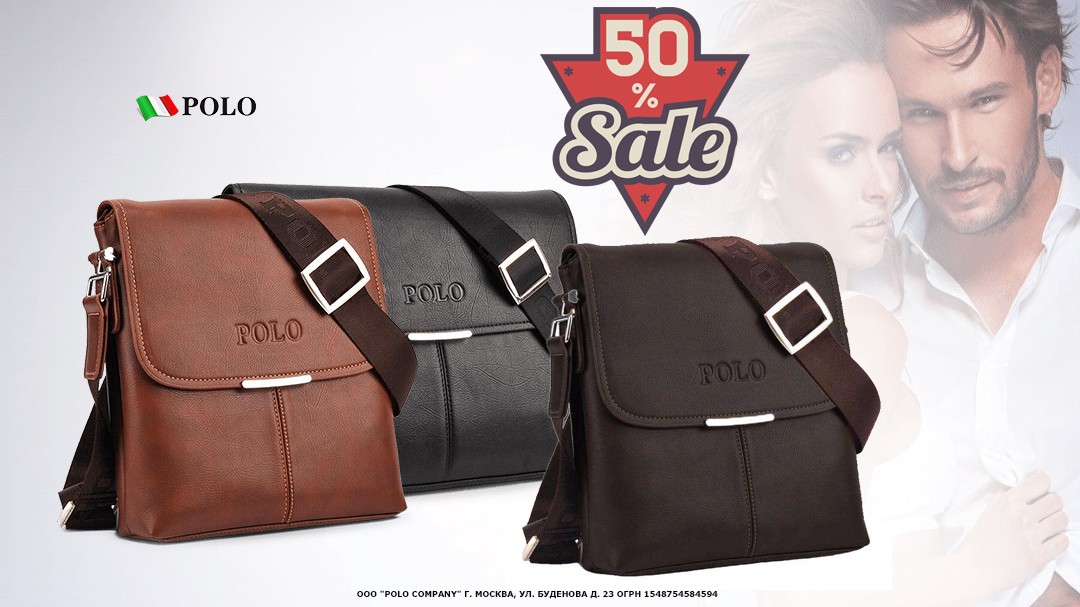 50
%
Sale
POLO
POLO
POLO
POLO
ООО "POLO COMPANY" Г. МОСКВА, УЛ. БУДЕНОВА Д. 23 ОГРН 1548754584594